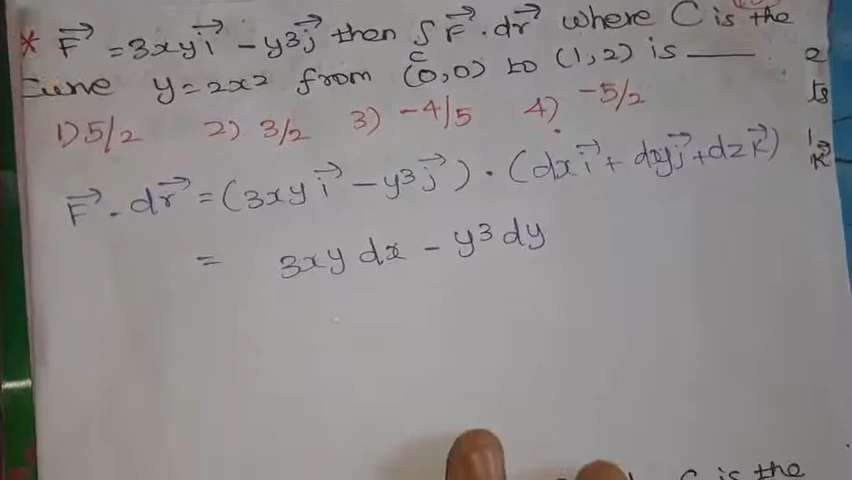 * F⃗ = 3xy i⃗ - y³ j⃗ then ∫ F⃗ . dr⃗ where C is the
C
y = 2x² from (0,0) to (1,2) is ____ .
1) 5/2 2) 3/2 3) -4/5 4) -5/2
F⃗ . dr⃗ = (3xy i⃗ - y³ j⃗) . (dx i⃗ + dy j⃗ + dz k⃗)
= 3xy dx - y³ dy
C is the